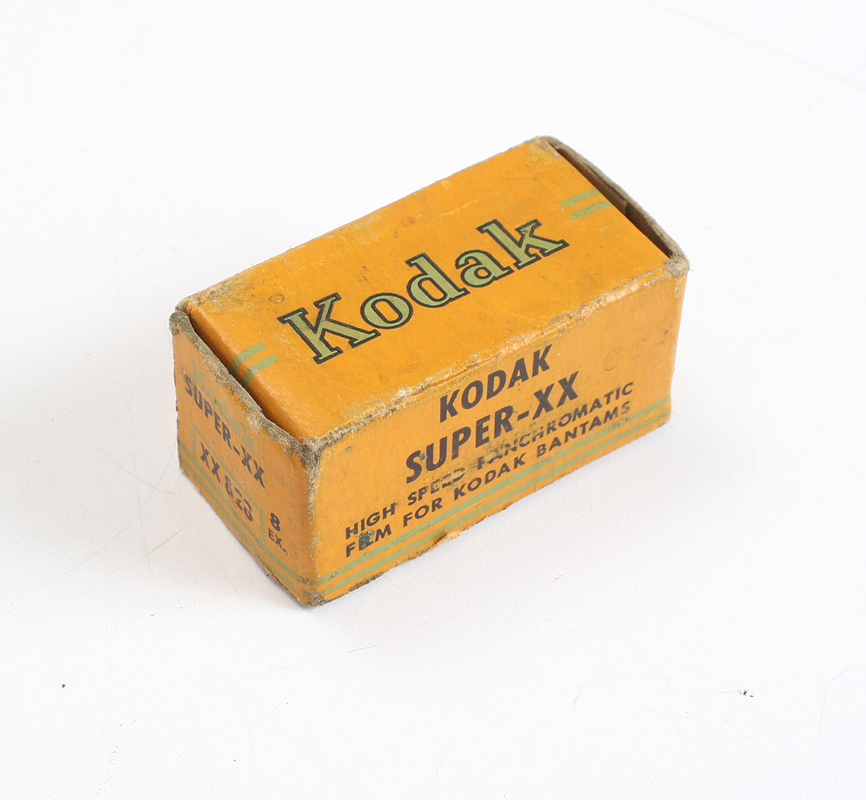 Kodak
KODAK
SUPER-XX
HIGH SPEED PANCHROMATIC
FILM FOR KODAK BANTAMS
SUPER-XX
XX 828 8
EX.